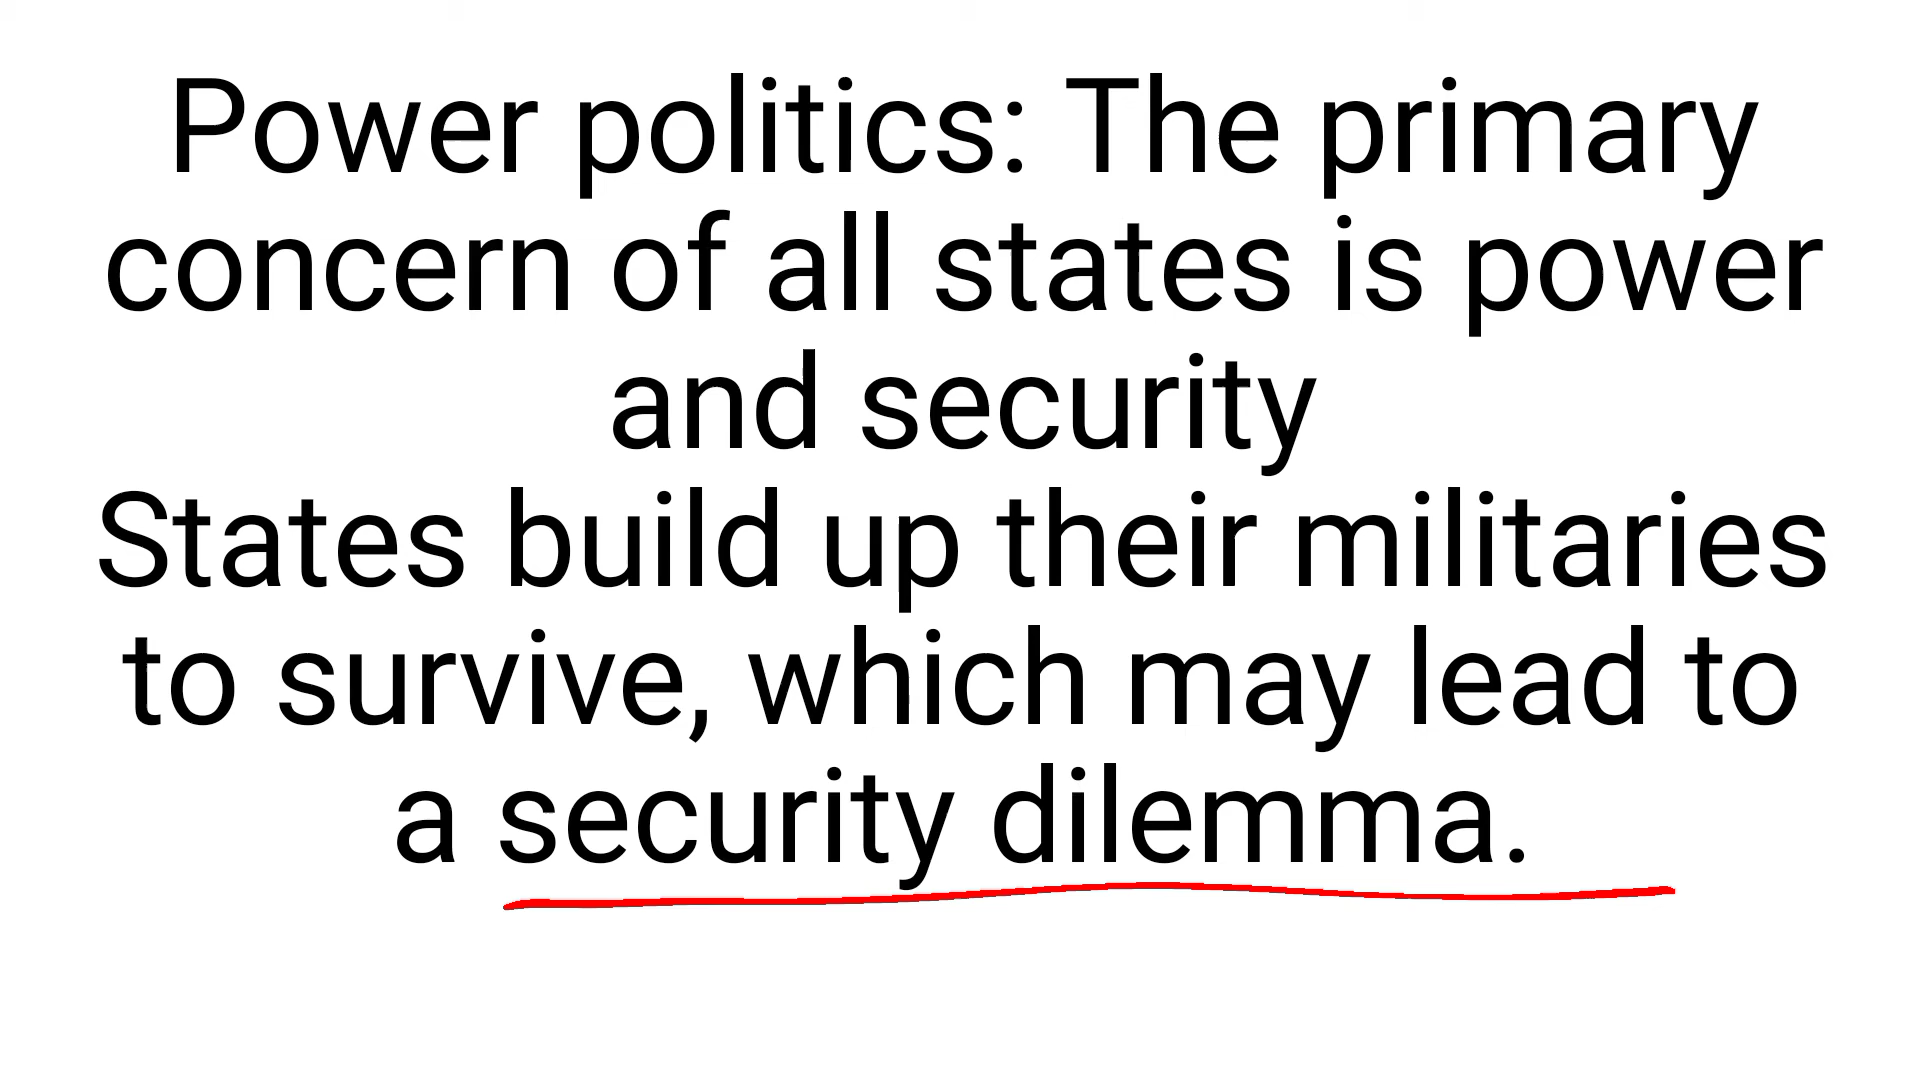 Power politics: The primary
concern of all states is power
and security
States build up their militaries
to survive, which may lead to
a security dilemma.